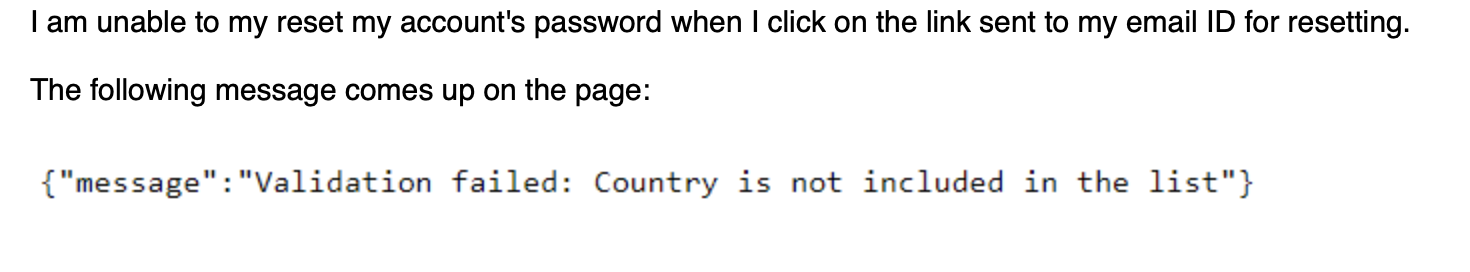 I am unable to my reset my account's password when I click on the link sent to my email ID for resetting.
The following message comes up on the page:
{"message":"Validation failed: Country is not included in the list"}